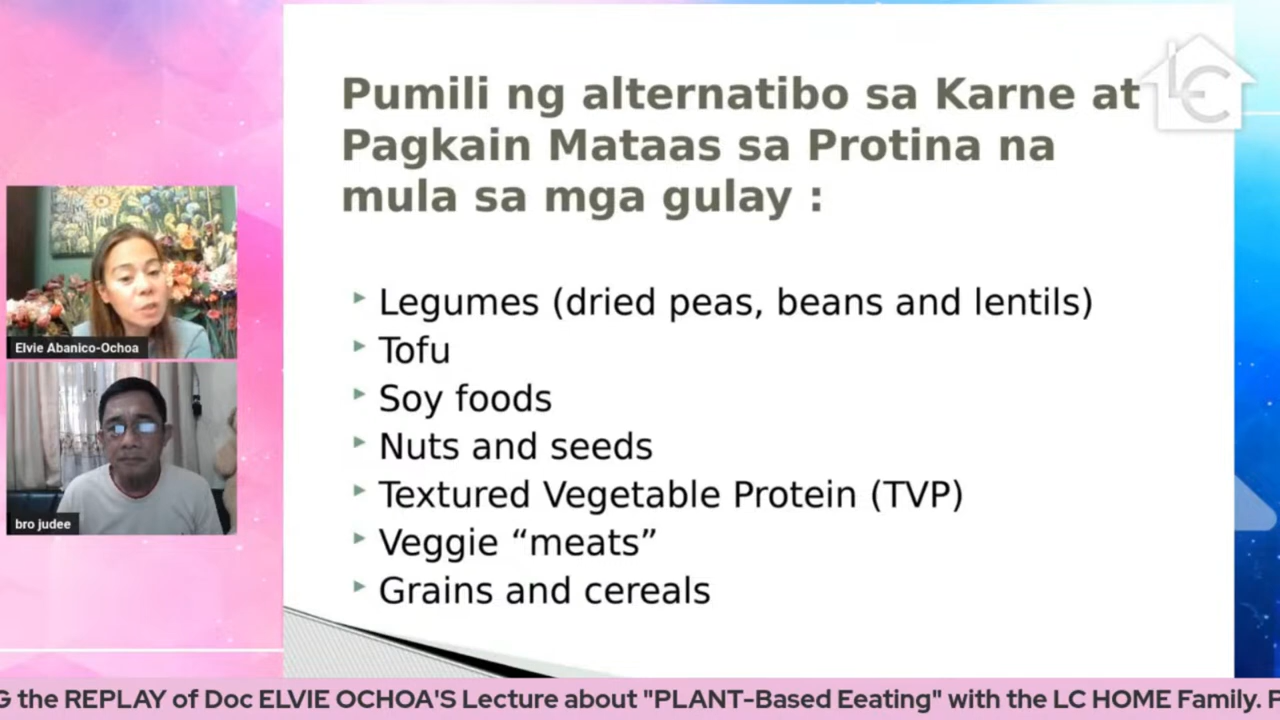 Pumili ng alternatibo sa Karne at
Pagkain Mataas sa Protina na
mula sa mga gulay :
Legumes (dried peas, beans and lentils)
Tofu
Soy foods
Nuts and seeds
Textured Vegetable Protein (TVP)
Veggie “meats”
Grains and cereals
LC
Elvie Abanico-Ochoa
bro judee
G the REPLAY of Doc ELVIE OCHOA'S Lecture about "PLANT-Based Eeating" with the LC HOME Family. P